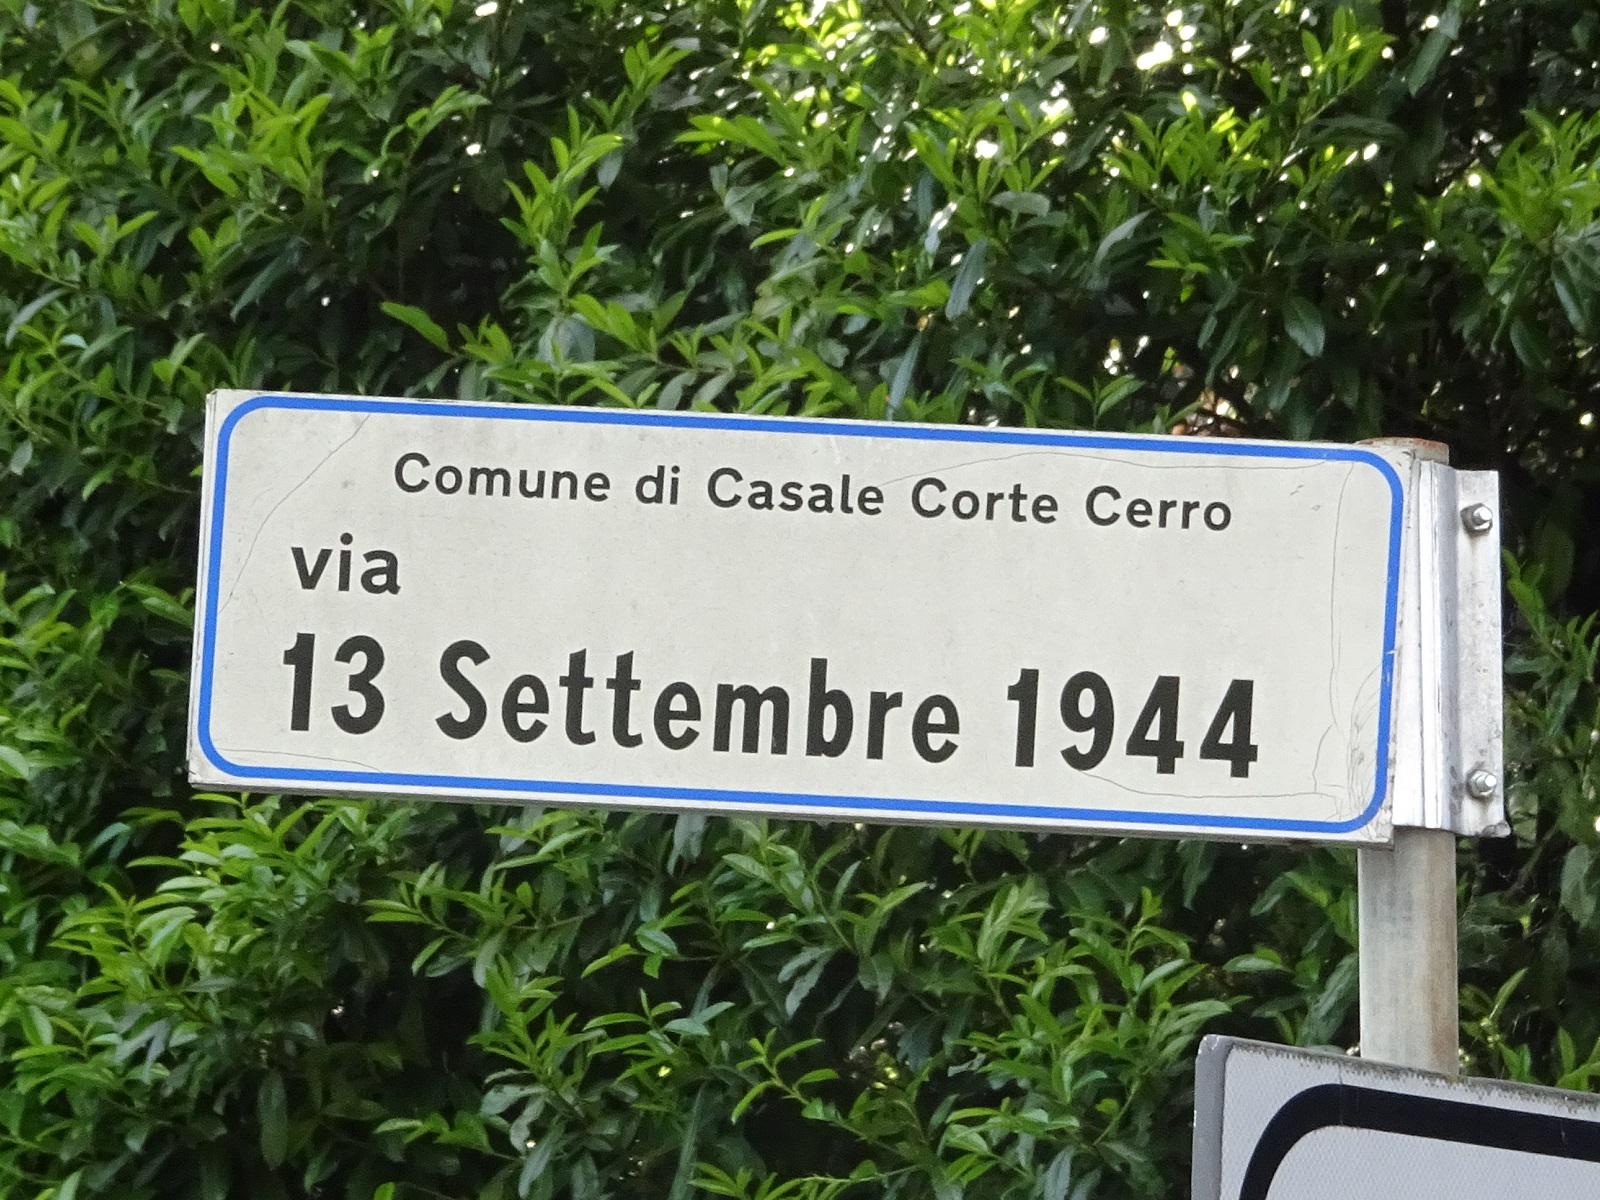 Comune di Casale Corte Cerro
via
13 Settembre 1944